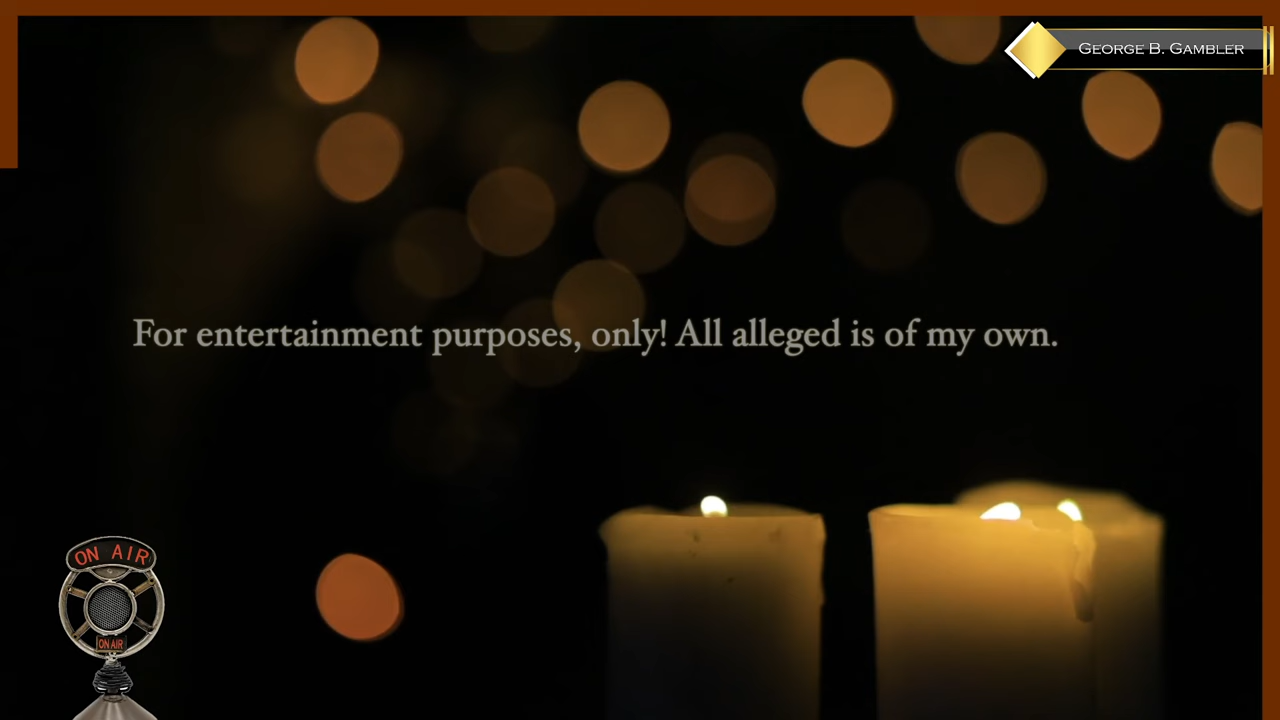 George B. Gambler
For entertainment purposes, only! All alleged is of my own.
ON AIR
ON AIR